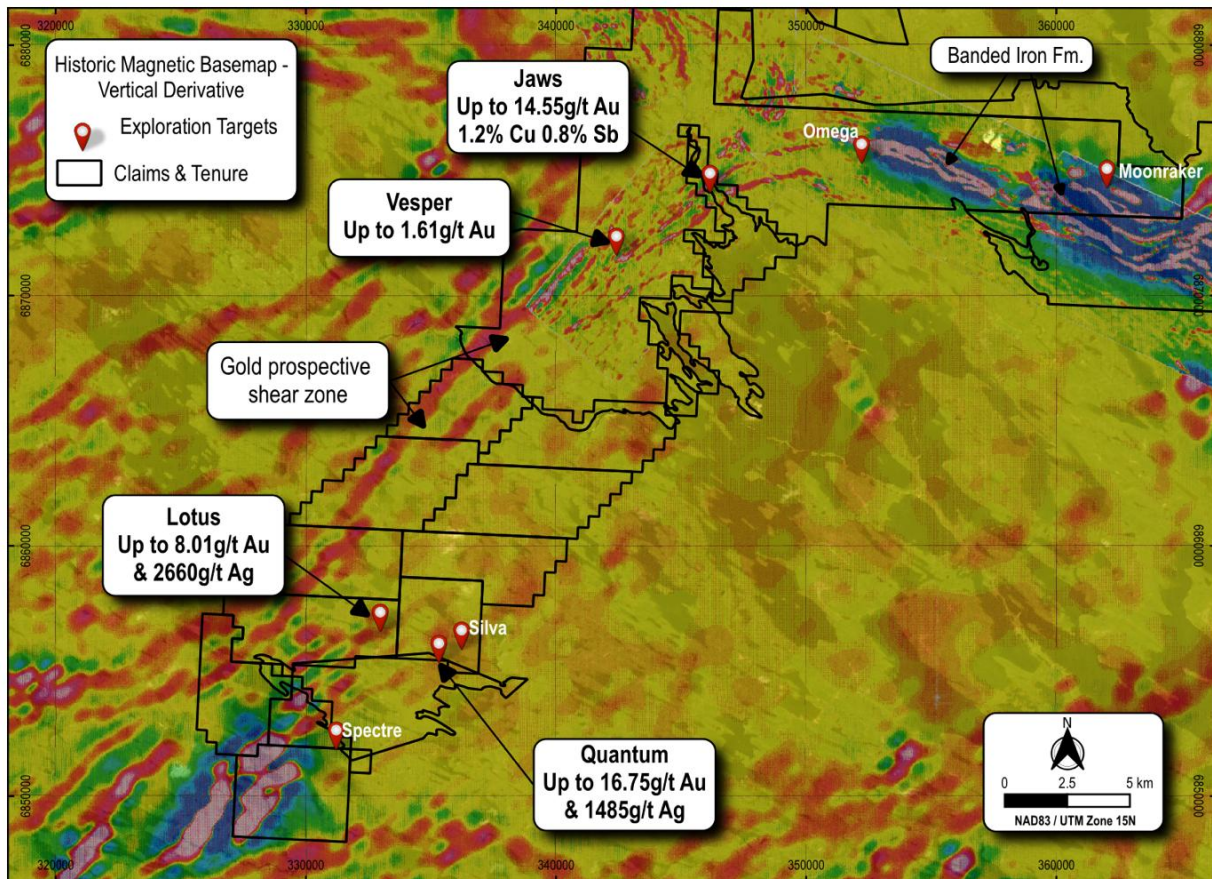 320000
330000
340000
350000
360000
6880000
6880000
Historic Magnetic Basemap -
Vertical Derivative
Exploration Targets
Claims & Tenure
Jaws
Up to 14.55g/t Au
1.2% Cu 0.8% Sb
Banded Iron Fm.
Omega
Moonraker
Vesper
Up to 1.61g/t Au
6870000
6870000
Gold prospective
shear zone
Lotus
Up to 8.01g/t Au
& 2660g/t Ag
6860000
6860000
Silva
Spectre
Quantum
Up to 16.75g/t Au
& 1485g/t Ag
N
0 2.5 5 km
NAD83 / UTM Zone 15N
6850000
6850000
320000
330000
340000
350000
360000